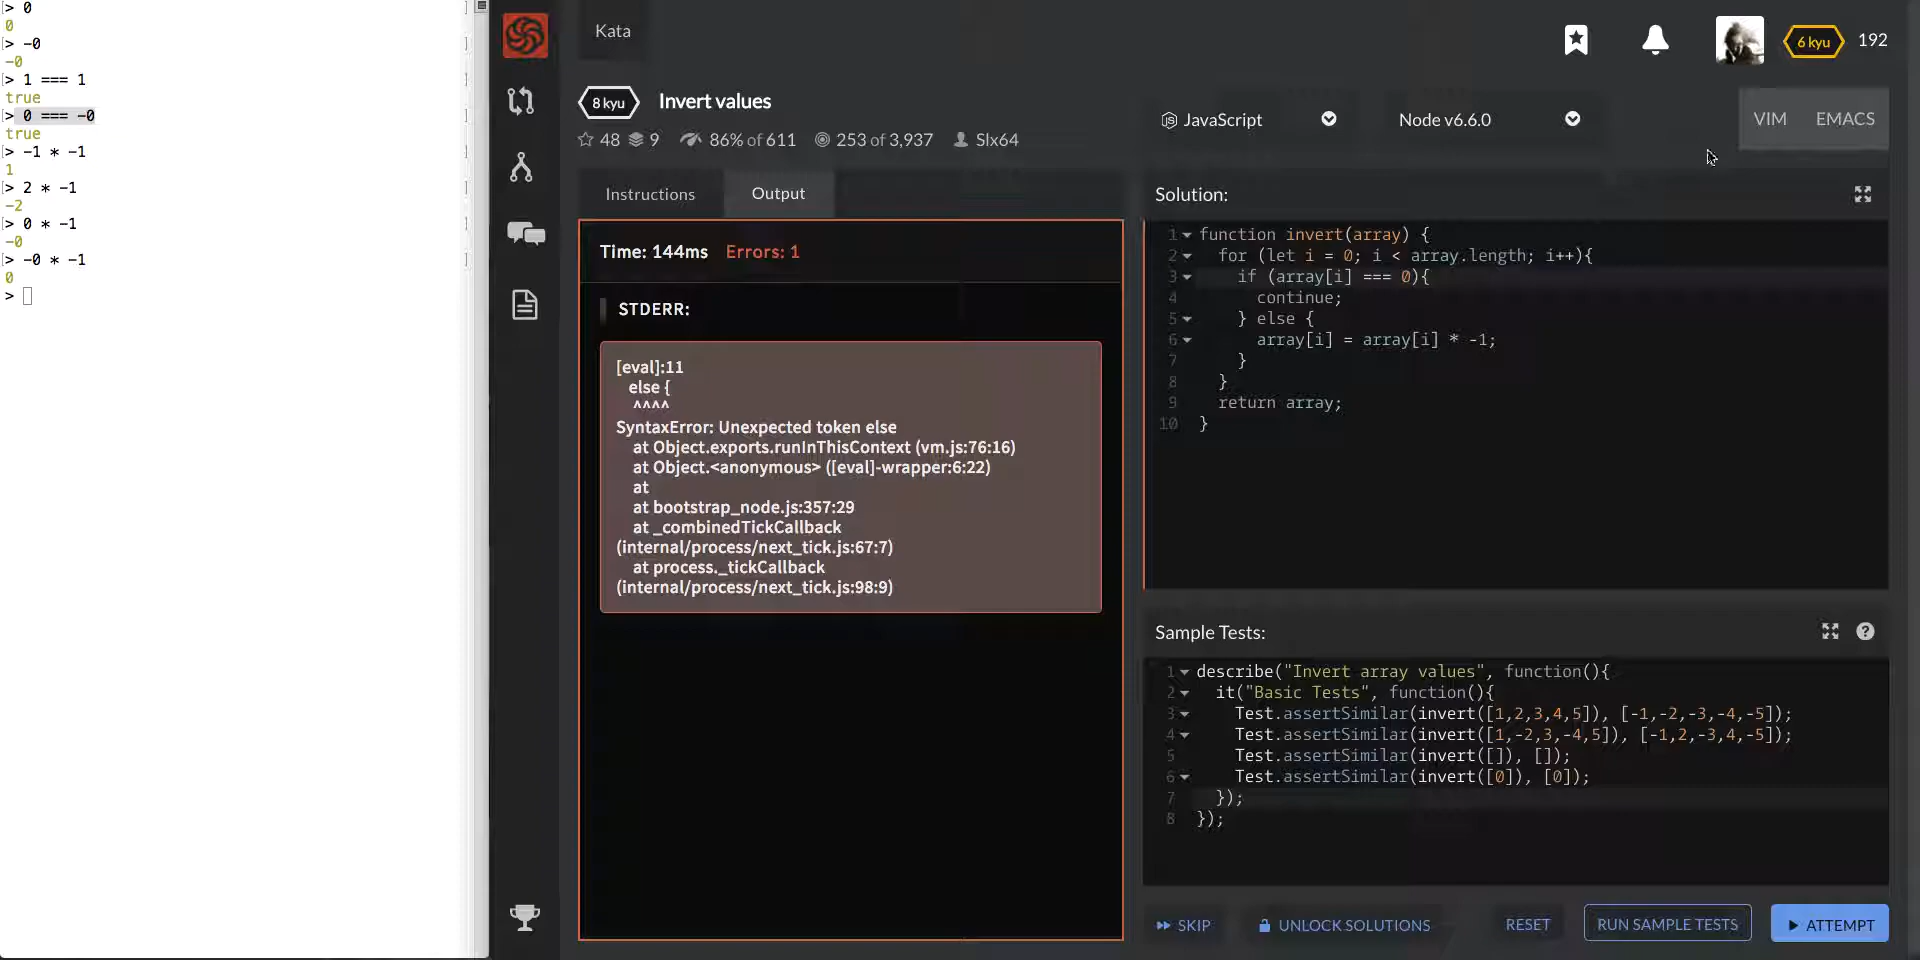 > 0
0
> -0
-0
> 1 === 1
true
> 0 === -0
true
> -1 * -1
1
> 2 * -1
-2
> 0 * -1
-0
> -0 * -1
0
>
Kata
6 kyu
192
8 kyu
Invert values
48 9 86% of 611 253 of 3,937 Slx64
JavaScript
Node v6.6.0
VIM EMACS
Instructions
Output
Time: 144ms Errors: 1
STDERR:
[eval]:11
else {
^^^^
SyntaxError: Unexpected token else
at Object.exports.runInThisContext (vm.js:76:16)
at Object.<anonymous> ([eval]-wrapper:6:22)
at
at bootstrap_node.js:357:29
at _combinedTickCallback
(internal/process/next_tick.js:67:7)
at process._tickCallback
(internal/process/next_tick.js:98:9)
Solution:
1 function invert(array) {
2 for (let i = 0; i < array.length; i++){
3 if (array[i] === 0){
4 continue;
5 } else {
6 array[i] = array[i] * -1;
7 }
8 }
9 return array;
10 }
Sample Tests:
1 describe("Invert array values", function(){
2 it("Basic Tests", function(){
3 Test.assertSimilar(invert([1,2,3,4,5]), [-1,-2,-3,-4,-5]);
4 Test.assertSimilar(invert([1,-2,3,-4,5]), [-1,2,-3,4,-5]);
5 Test.assertSimilar(invert([]), []);
6 Test.assertSimilar(invert([0]), [0]);
7 });
8 });
SKIP
UNLOCK SOLUTIONS
RESET
RUN SAMPLE TESTS
ATTEMPT